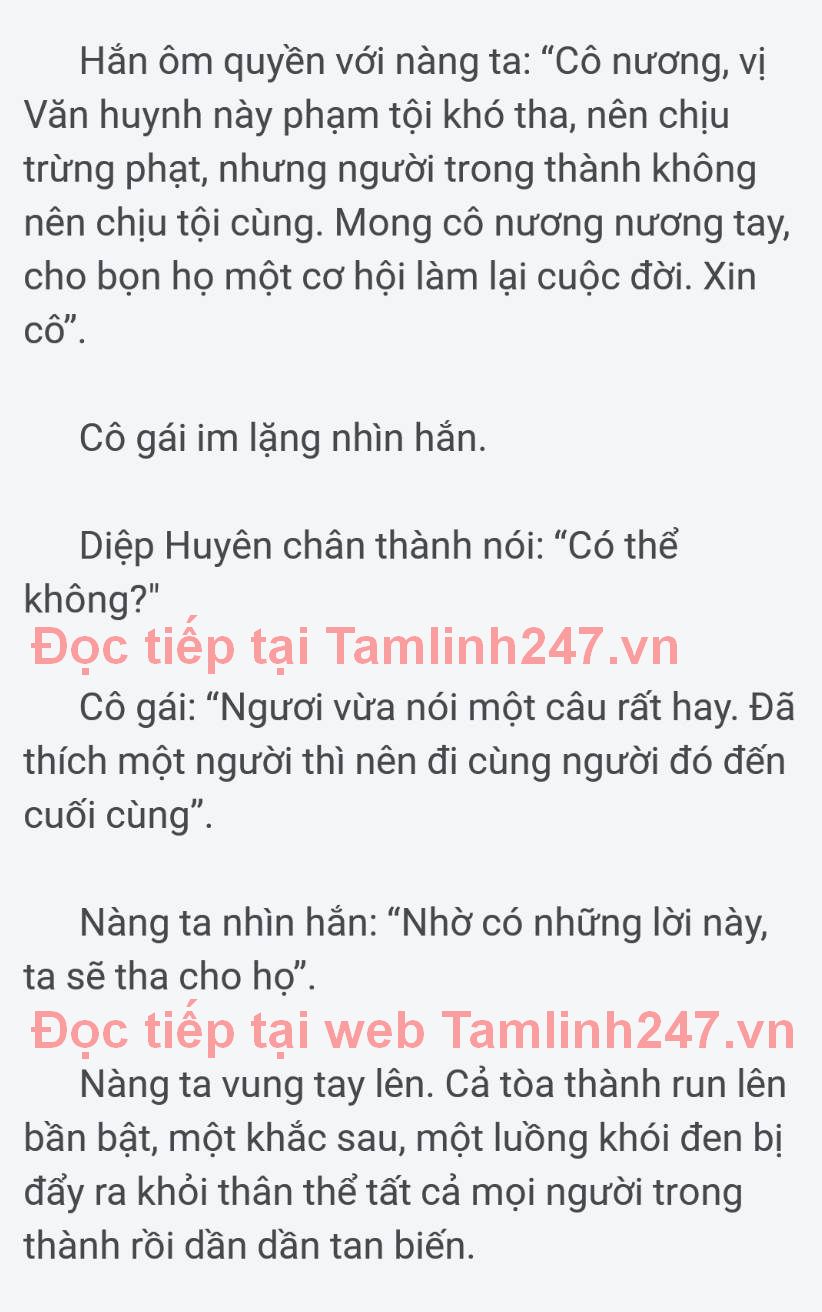 Hắn ôm quyền với nàng ta: “Cô nương, vị
Văn huynh này phạm tội khó tha, nên chịu
trừng phạt, nhưng người trong thành không
nên chịu tội cùng. Mong cô nương nương tay,
cho bọn họ một cơ hội làm lại cuộc đời. Xin
cô”.
Cô gái im lặng nhìn hắn.
Diệp Huyên chân thành nói: “Có thể
không?"
Đọc tiếp tại Tamlinh247.vn
Cô gái: “Ngươi vừa nói một câu rất hay. Đã
thích một người thì nên đi cùng người đó đến
cuối cùng”.
Nàng ta nhìn hắn: “Nhờ có những lời này,
ta sẽ tha cho họ”.
Đọc tiếp tại web Tamlinh247.vn
Nàng ta vung tay lên. Cả tòa thành run lên
bần bật, một khắc sau, một luồng khói đen bị
đẩy ra khỏi thân thể tất cả mọi người trong
thành rồi dần dần tan biến.